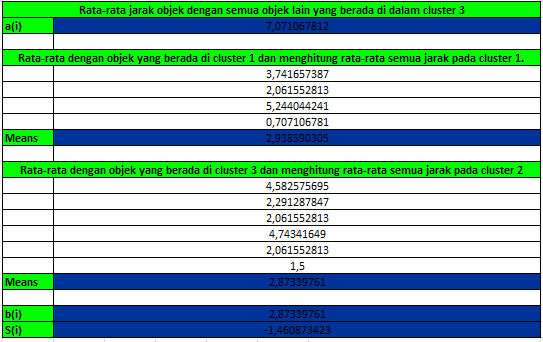 Rata-rata jarak objek dengan semua objek lain yang berada di dalam cluster 3
a(i) 7,071067812
Rata-rata dengan objek yang berada di cluster 1 dan menghitung rata-rata semua jarak pada cluster 1.
3,741657387
2,061552813
5,244044241
0,707106781
Means 2,938590305
Rata-rata dengan objek yang berada di cluster 3 dan menghitung rata-rata semua jarak pada cluster 2
4,582575695
2,291287847
2,061552813
4,74341649
2,061552813
1,5
Means 2,87339761
b(i) 2,87339761
S(i) -1,460873423